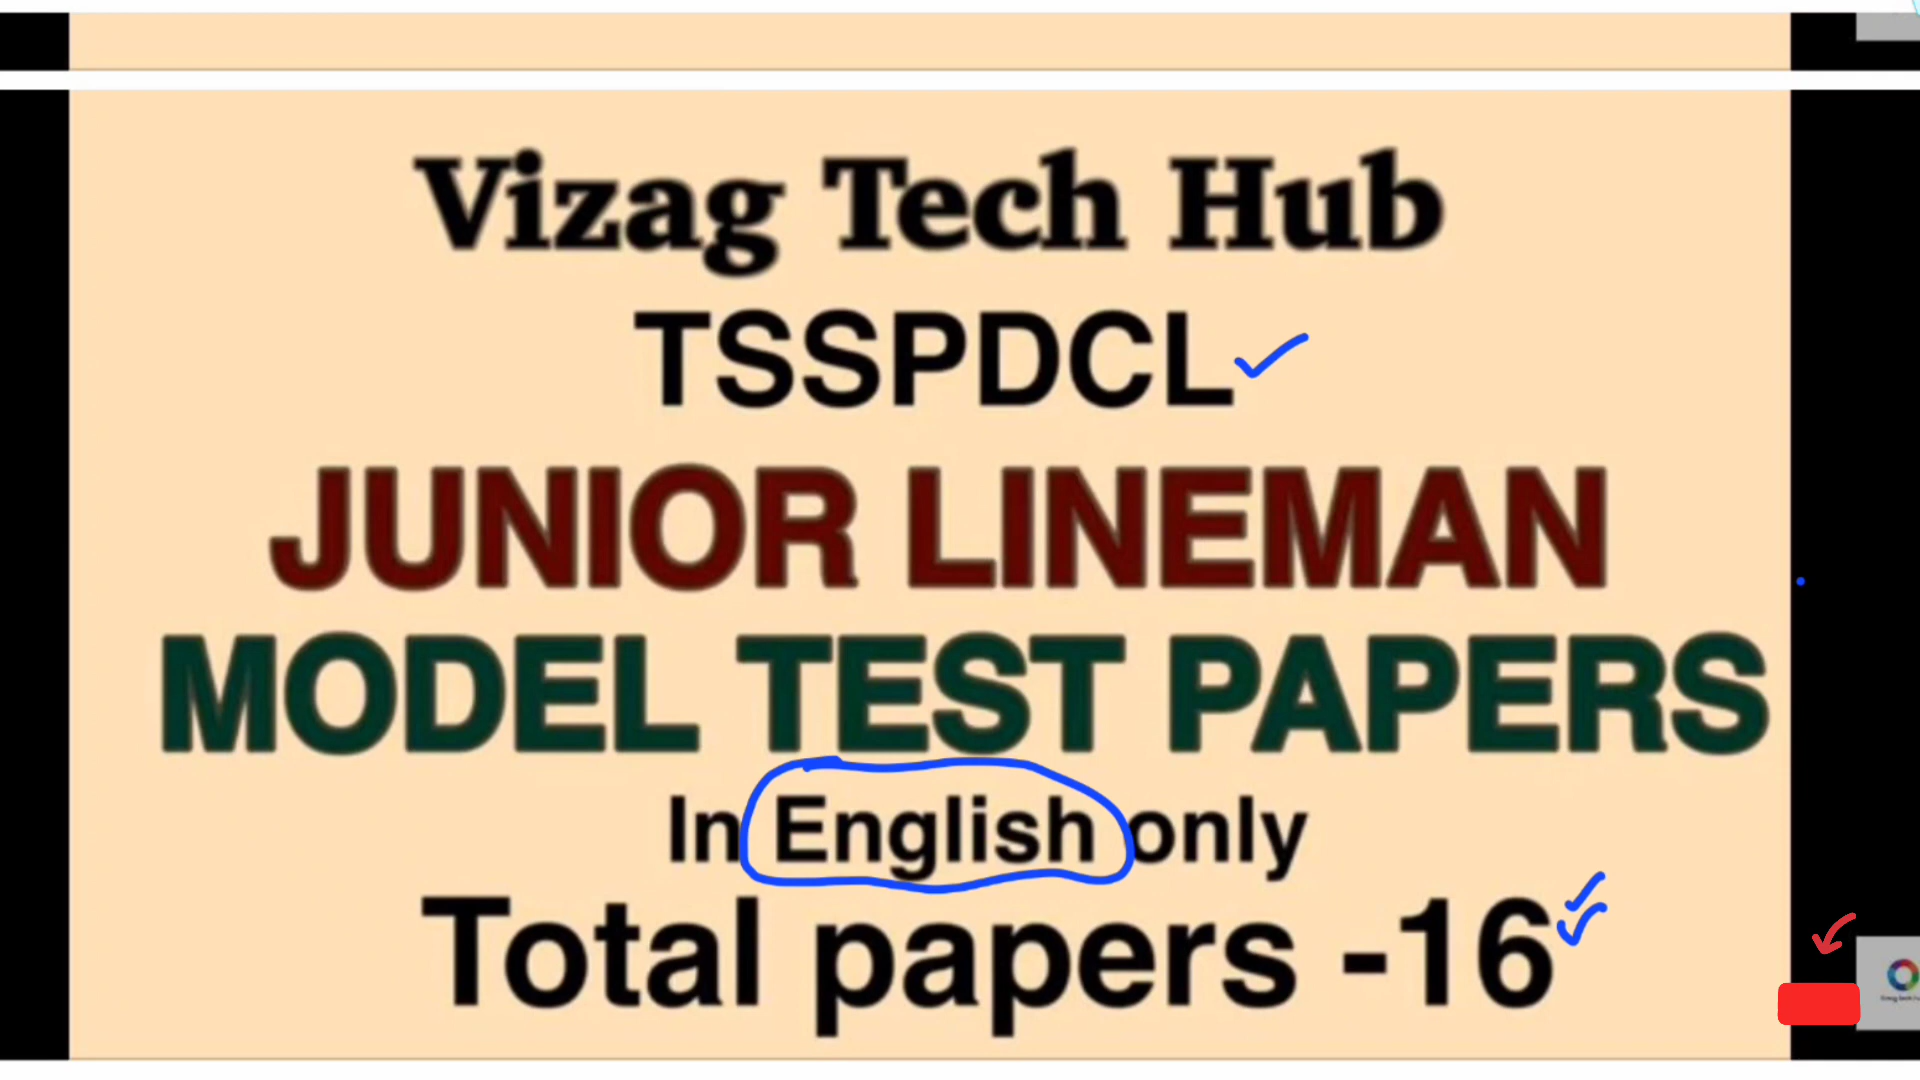 Vizag Tech Hub
TSSPDCL
JUNIOR LINEMAN
MODEL TEST PAPERS
In English only
Total papers -16